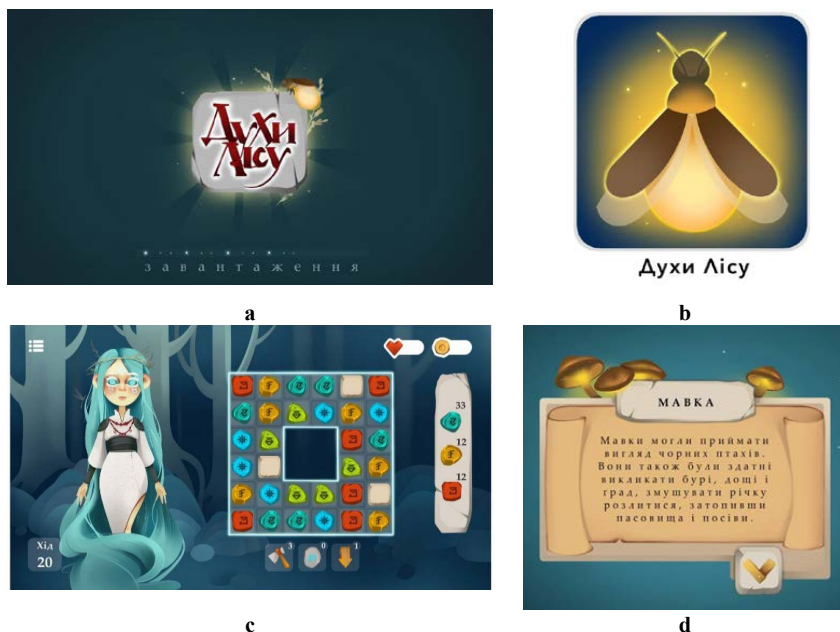 Духи
Лісу
завантаження
a
Духи Лісу
b
33
12
12
Хід
20
3
0
1
c
МАВКА
Мавки могли приймати
вигляд чорних птахів.
Вони також були здатні
викликати бурі, дощі і
град, змушувати річку
розлитися, затопивши
пасовища і посіви.
d